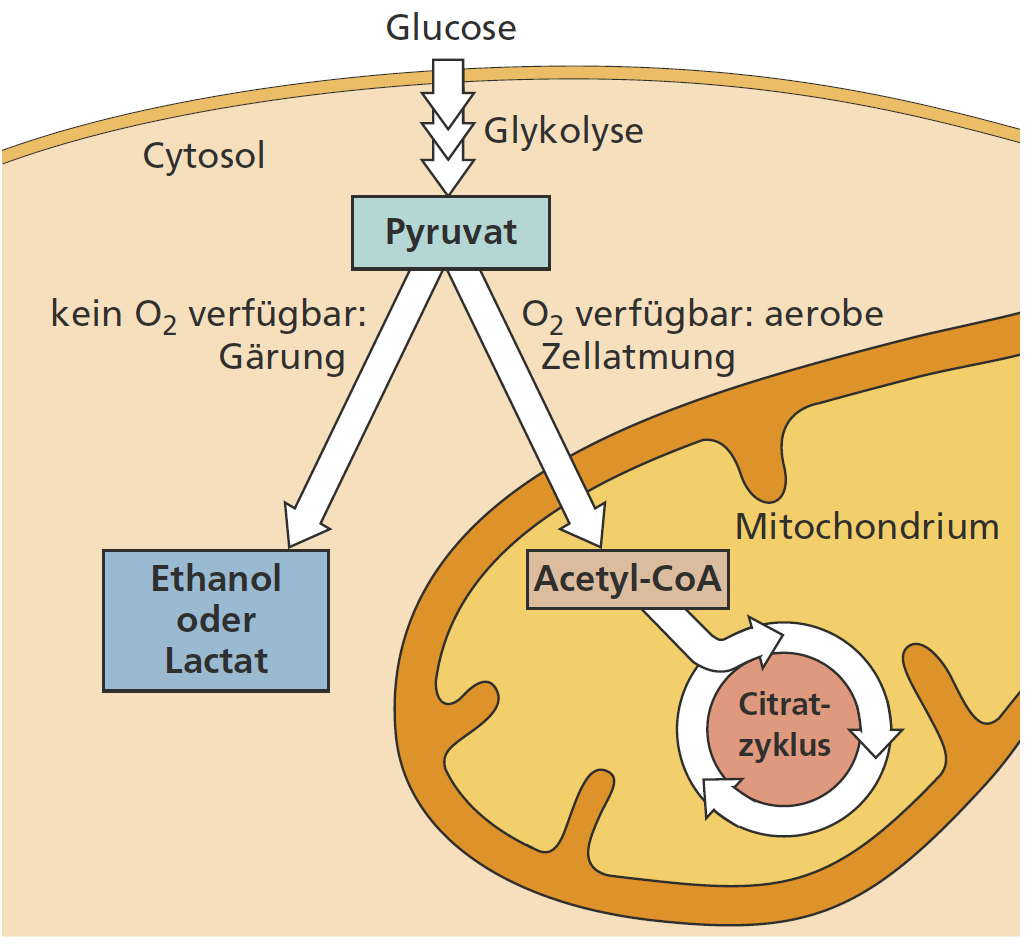 Glucose
Glykolyse
Cytosol
Pyruvat
kein O₂ verfügbar:
Gärung
O₂ verfügbar: aerobe
Zellatmung
Mitochondrium
Ethanol
oder
Lactat
Acetyl-CoA
Citrat-
zyklus